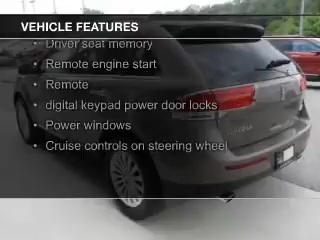 VEHICLE FEATURES
• Driver seat memory
• Remote engine start
• Remote
• digital keypad power door locks
• Power windows
• Cruise controls on steering wheel
LINCOLN